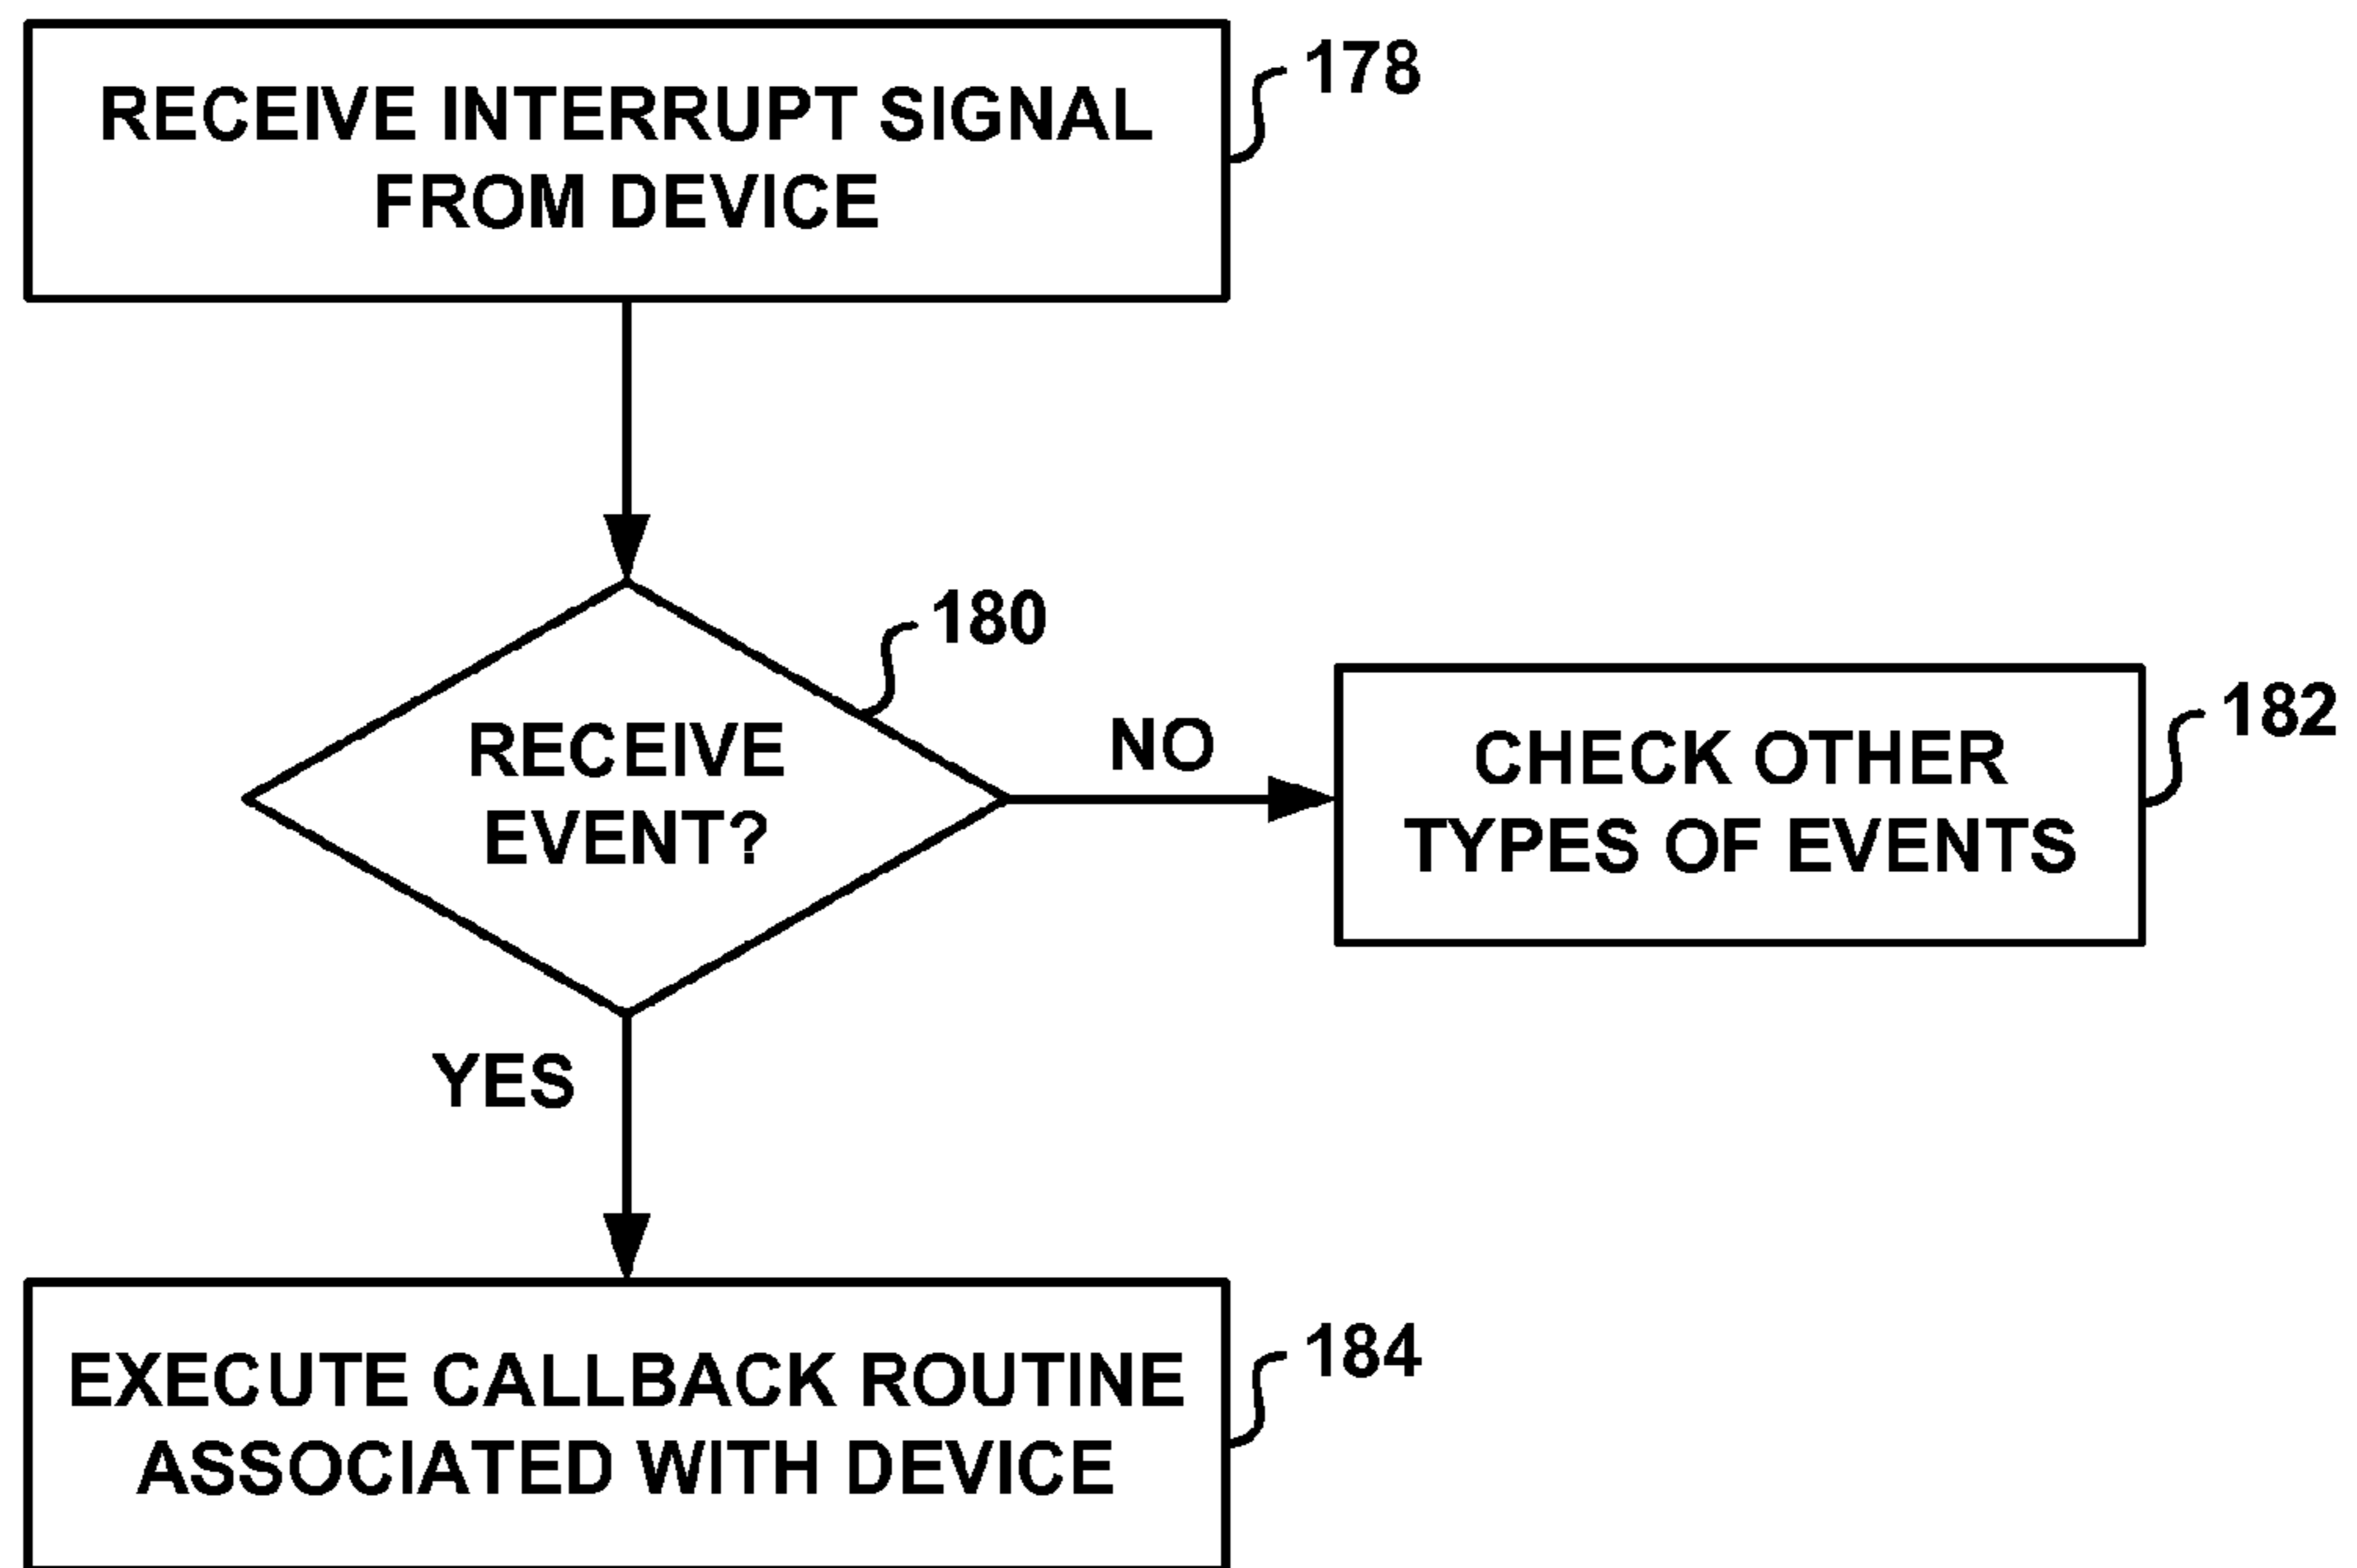 RECEIVE INTERRUPT SIGNAL
FROM DEVICE
178
180
RECEIVE
EVENT?
NO
CHECK OTHER
TYPES OF EVENTS
182
YES
EXECUTE CALLBACK ROUTINE
ASSOCIATED WITH DEVICE
184